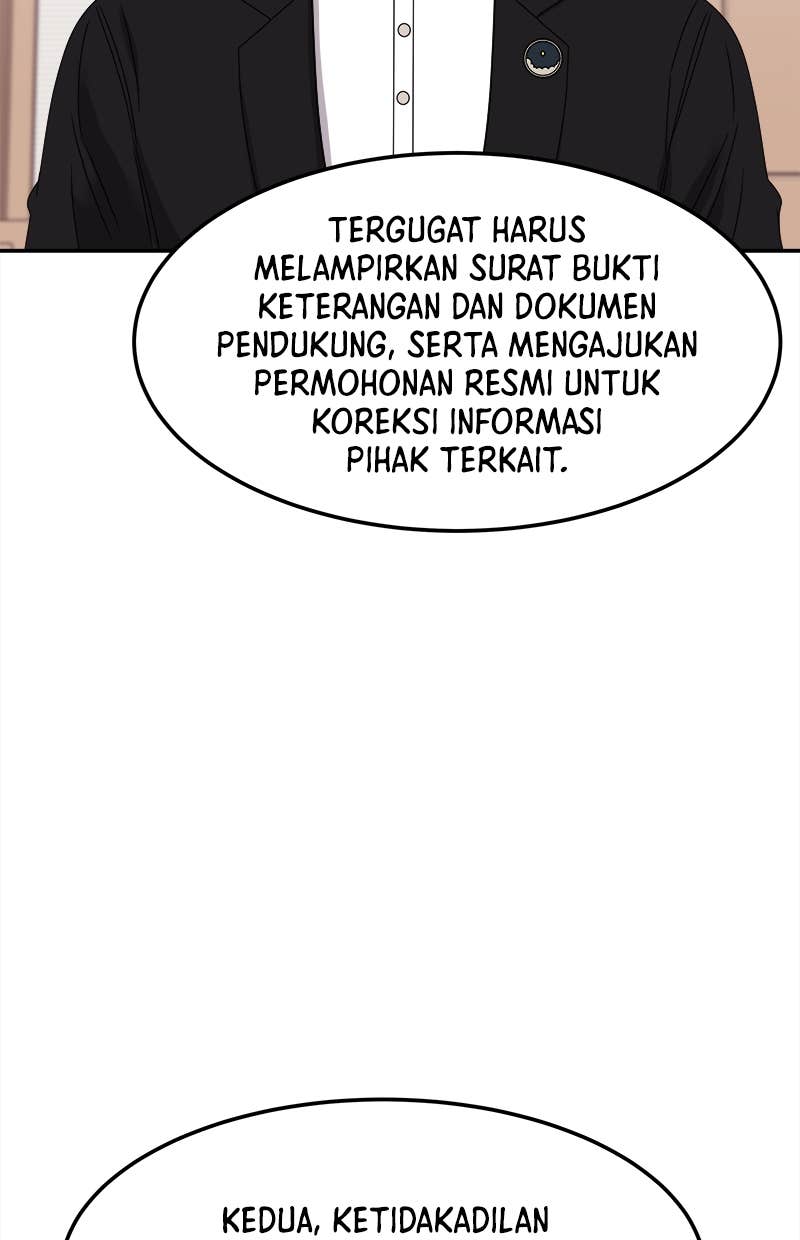 TERGUGAT HARUS
MELAMPIRKAN SURAT BUKTI
KETERANGAN DAN DOKUMEN
PENDUKUNG, SERTA MENGAJUKAN
PERMOHONAN RESMI UNTUK
KOREKSI INFORMASI
PIHAK TERKAIT.
KEDUA, KETIDAKADILAN